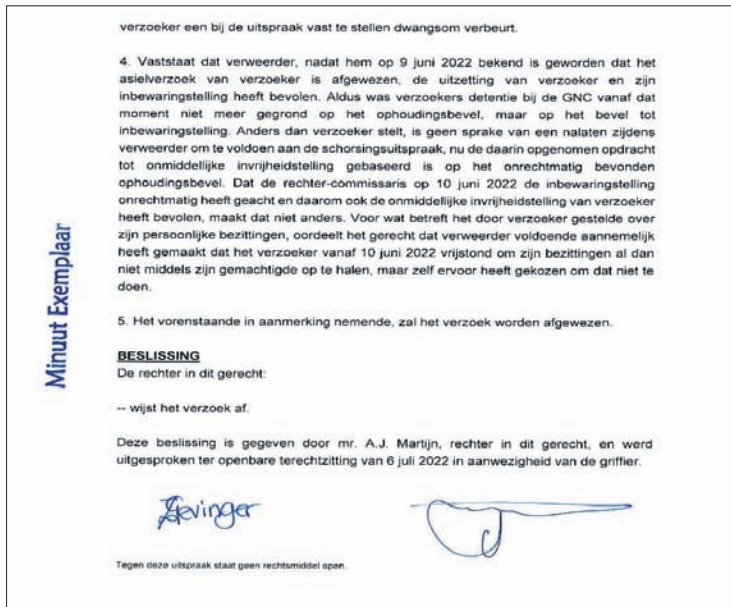 verzoeker een bij de uitspraak vast te stellen dwangsom verbeurt.
4. Vaststaat dat verweerder, nadat hem op 9 juni 2022 bekend is geworden dat het
asielverzoek van verzoeker is afgewezen, de uitzetting van verzoeker en zijn
inbewaringstelling heeft bevolen. Aldus was verzoekers detentie bij de GNC vanaf dat
moment niet meer gegrond op het ophoudingsbevel, maar op het bevel tot
inbewaringstelling. Anders dan verzoeker stelt, is geen sprake van een nalaten zijdens
verweerder om te voldoen aan de schorsingsuitspraak, nu de daarin opgenomen opdracht
tot onmiddellijke invrijheidstelling gebaseerd is op het onrechtmatig bevonden
ophoudingsbevel. Dat de rechter-commissaris op 10 juni 2022 de inbewaringstelling
onrechtmatig heeft geacht en daarom ook de onmiddellijke invrijheidstelling van verzoeker
heeft bevolen, maakt dat niet anders. Voor wat betreft het door verzoeker gestelde over
zijn persoonlijke bezittingen, oordeelt het gerecht dat verweerder voldoende aannemelijk
heeft gemaakt dat het verzoeker vanaf 10 juni 2022 vrijstond om zijn bezittingen al dan
niet middels zijn gemachtigde op te halen, maar zelf ervoor heeft gekozen om dat niet te
doen.
5. Het vorenstaande in aanmerking nemende, zal het verzoek worden afgewezen.
BESLISSING
De rechter in dit gerecht:
-- wijst het verzoek af.
Deze beslissing is gegeven door mr. A.J. Martijn, rechter in dit gerecht, en werd
uitgesproken ter openbare terechtzitting van 6 juli 2022 in aanwezigheid van de griffier.
Tegen deze uitspraak staat geen rechtsmiddel open.
Minuut Exemplaar